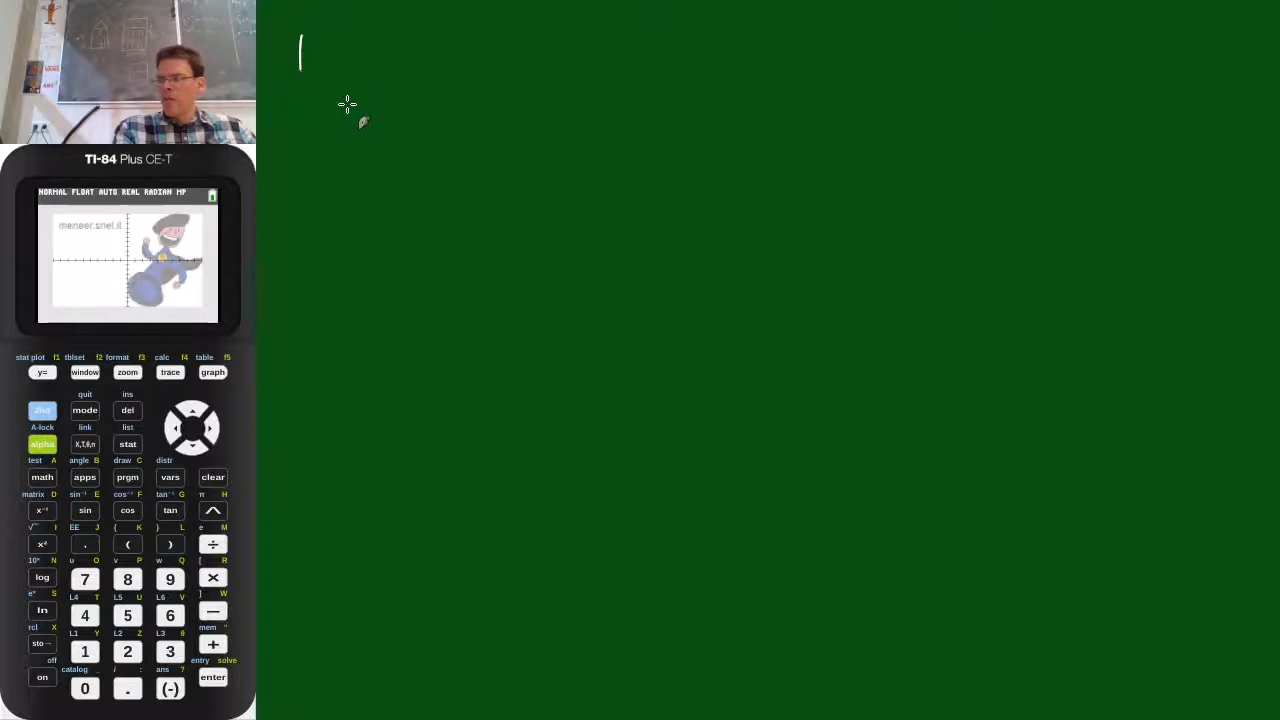 TI-84 Plus CE-T
NORMAL FLOAT AUTO REAL RADIAN MP
meneer.snel.it
stat plot f1 tblset f2 format f3 calc f4 table f5
y= window zoom trace graph
quit ins
2nd mode del
A-lock link list
alpha X,T,θ,n stat
test A angle B draw C distr
math apps prgm vars clear
matrix D sin⁻¹ E cos⁻¹ F tan⁻¹ G π H
x⁻¹ sin cos tan ^
√ I EE J { K } L e M
x² , ( ) ÷
10ˣ N u O v P w Q [ R
log 7 8 9 ×
eˣ S L4 T L5 U L6 V ] W
ln 4 5 6 −
rcl X L1 Y L2 Z L3 θ mem "
sto→ 1 2 3 +
off catalog i : ans ? entry solve
on 0 . (-) enter